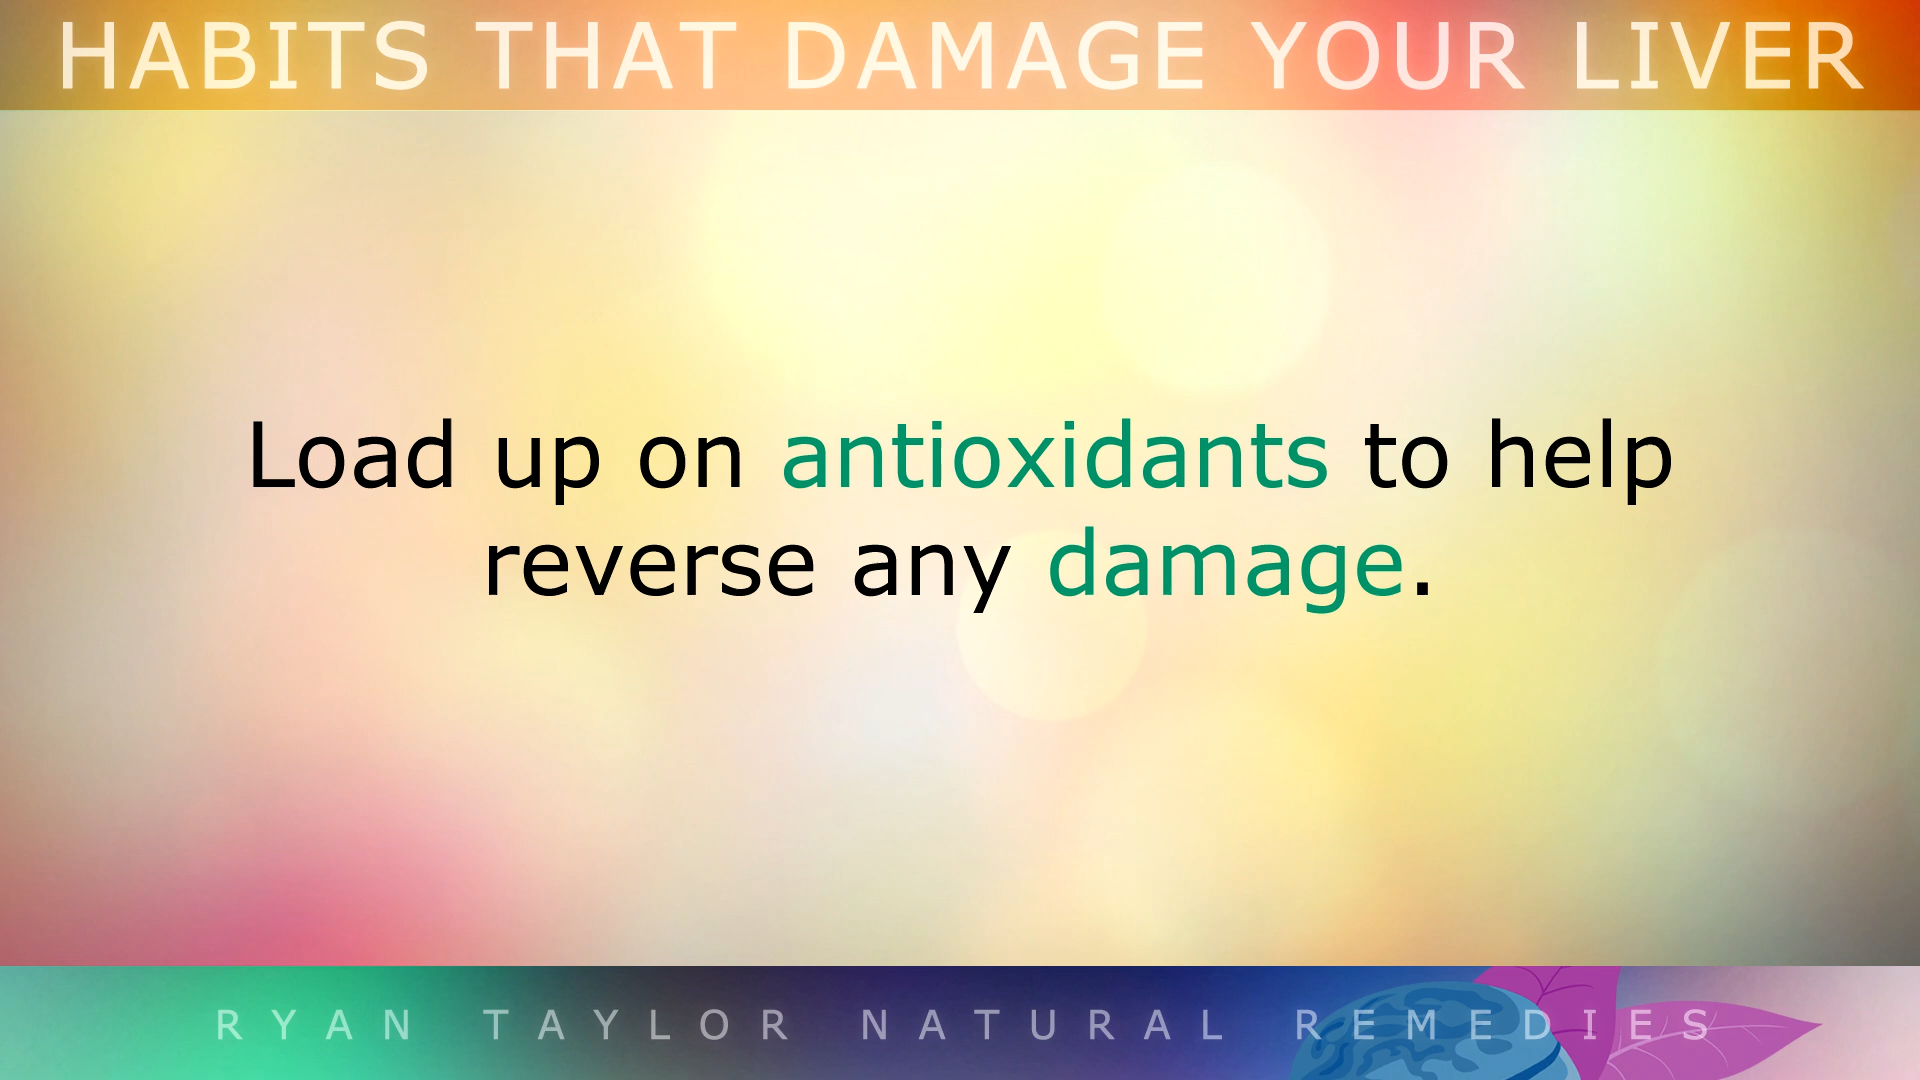 HABITS THAT DAMAGE YOUR LIVER
Load up on antioxidants to help
reverse any damage.
RYAN TAYLOR NATURAL REMEDIES